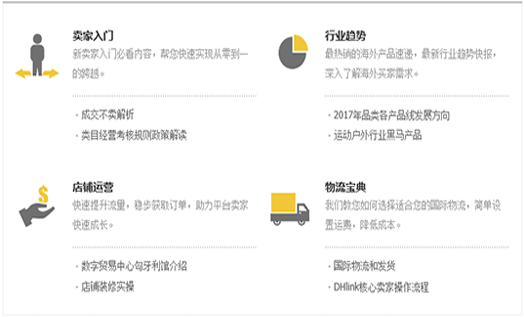 卖家入门
新卖家入门必看内容，帮您快速实现从零到一
的跨越。
· 成交不卖解析
· 类目经营考核规则政策解读
行业趋势
最热销的海外产品速递，最新行业趋势快报，
深入了解海外买家需求。
· 2017年品类各产品线发展方向
· 运动户外行业黑马产品
店铺运营
快速提升流量，稳步获取订单，助力平台卖家
快速成长。
· 数字贸易中心匈牙利馆介绍
· 店铺装修实操
物流宝典
我们教您如何选择适合您的国际物流，简单设
置运费，降低成本。
· 国际物流和发货
· DHlink核心卖家操作流程